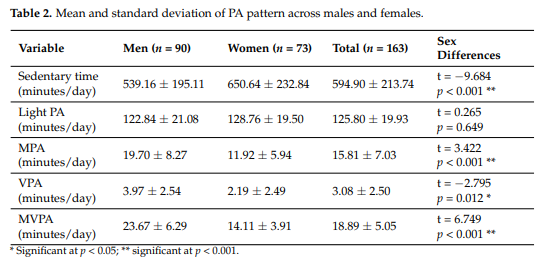 Table 2. Mean and standard deviation of PA pattern across males and females.
Variable Men (n = 90) Women (n = 73) Total (n = 163) Sex Differences
Sedentary time (minutes/day) 539.16 ± 195.11 650.64 ± 232.84 594.90 ± 213.74 t = −9.684 p < 0.001 **
Light PA (minutes/day) 122.84 ± 21.08 128.76 ± 19.50 125.80 ± 19.93 t = 0.265 p = 0.649
MPA (minutes/day) 19.70 ± 8.27 11.92 ± 5.94 15.81 ± 7.03 t = 3.422 p < 0.001 **
VPA (minutes/day) 3.97 ± 2.54 2.19 ± 2.49 3.08 ± 2.50 t = −2.795 p = 0.012 *
MVPA (minutes/day) 23.67 ± 6.29 14.11 ± 3.91 18.89 ± 5.05 t = 6.749 p < 0.001 **
* Significant at p < 0.05; ** significant at p < 0.001.